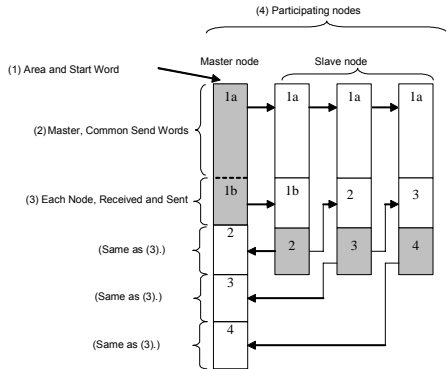 (4) Participating nodes
Master node
Slave node
(1) Area and Start Word
1a
1a
1a
1a
(2) Master, Common Send Words
(3) Each Node, Received and Sent
1b
1b
2
3
(Same as (3).)
2
2
3
4
(Same as (3).)
3
(Same as (3).)
4